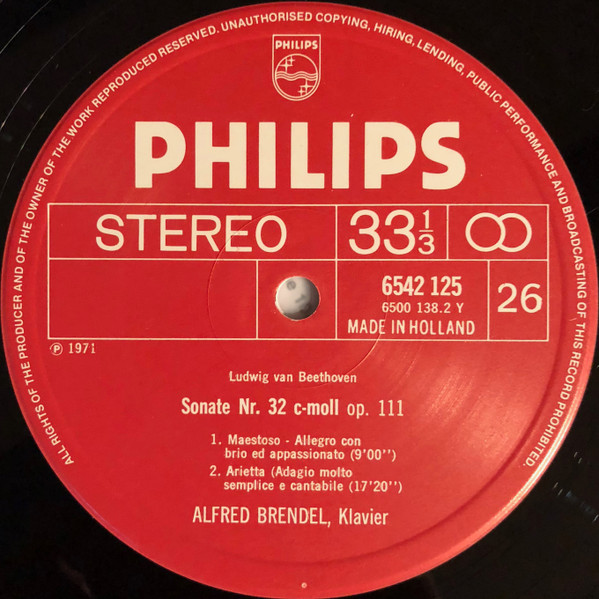 ALL RIGHTS OF THE PRODUCER AND OF THE OWNER OF THE WORK REPRODUCED RESERVED. UNAUTHORISED COPYING, HIRING, LENDING, PUBLIC PERFORMANCE AND BROADCASTING OF THIS RECORD PROHIBITED.
PHILIPS
PHILIPS
STEREO
33 1/3
6542 125
6500 138.2 Y
MADE IN HOLLAND
26
℗ 1971
Ludwig van Beethoven
Sonate Nr. 32 c-moll op. 111
1. Maestoso - Allegro con
brio ed appassionato (9'00'')
2. Arietta (Adagio molto
semplice e cantabile (17'20'')
ALFRED BRENDEL, Klavier